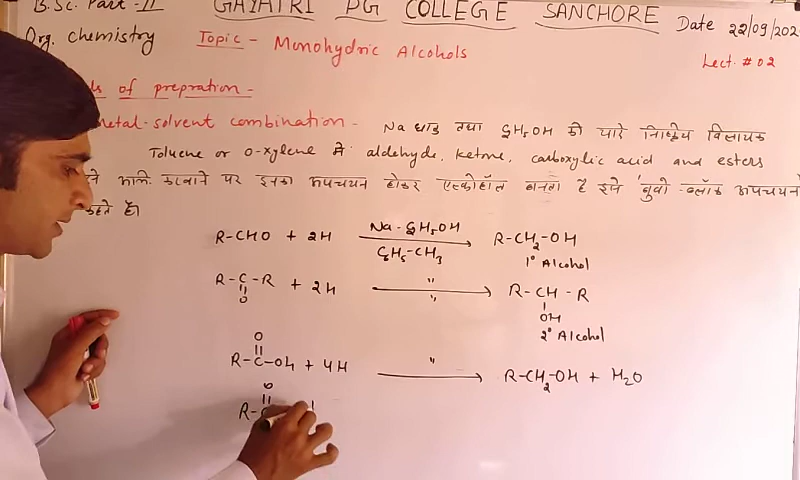 B.Sc. Part-II GAYATRI PG COLLEGE SANCHORE Date 22/09/202
Org. Chemistry Topic - Monohydric Alcohols Lect. # 02
ds of prepration -
metal-solvent combination - Na धातु तथा C₂H₅OH की पारे निष्क्रिय विलायक
Toluene or o-xylene में aldehyde, ketone, carboxylic acid and esters
पर इनका अपचयन होकर एल्कोहॉल बनता है इसे बुवो-ब्लॉक अपचयन
कहते है।
R-CHO + 2H Na-C₂H₅OH C₆H₅-CH₃ R-CH₂-OH
1° Alcohol
R-C-R + 2H " " R-CH-R
O OH
2° Alcohol
O
R-C-OH + 4H " R-CH₂-OH + H₂O
O
R-C